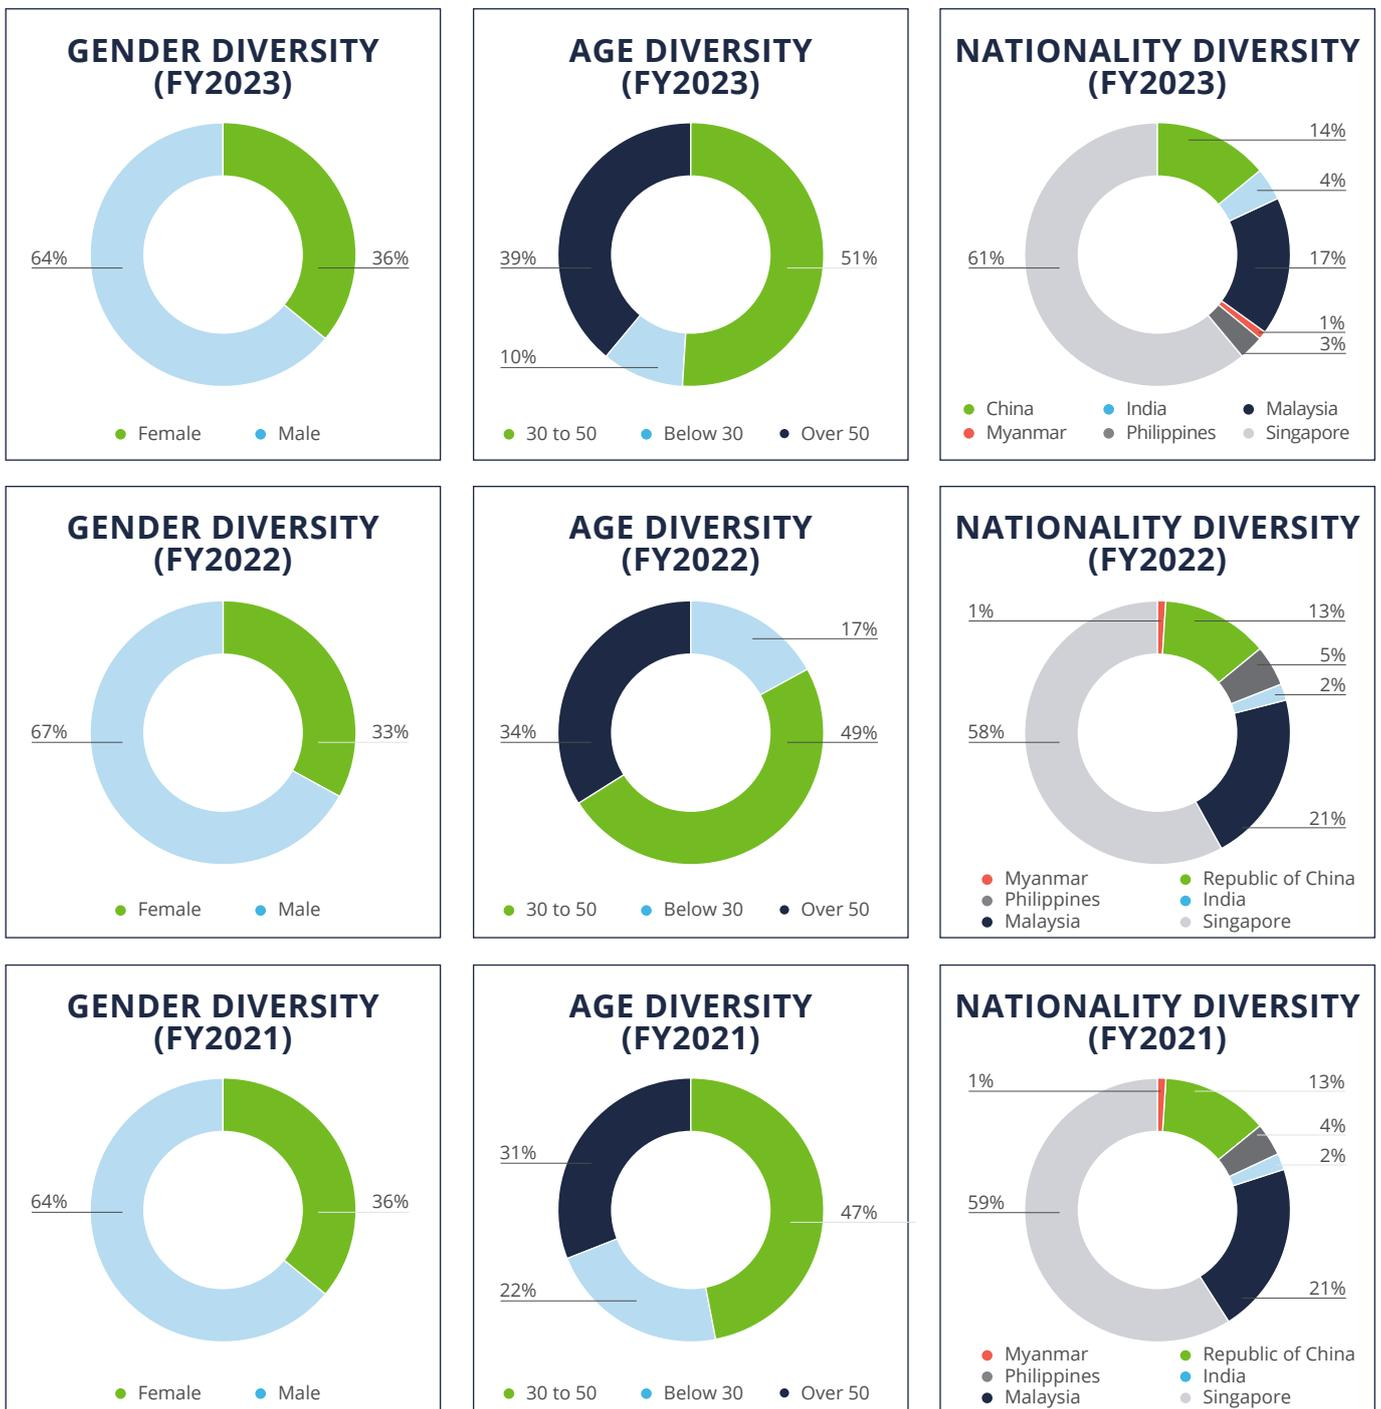 GENDER DIVERSITY
(FY2023)
64%
36%
Female
Male
AGE DIVERSITY
(FY2023)
39%
51%
10%
30 to 50
Below 30
Over 50
NATIONALITY DIVERSITY
(FY2023)
14%
4%
61%
17%
1%
3%
China
India
Malaysia
Myanmar
Philippines
Singapore
GENDER DIVERSITY
(FY2022)
67%
33%
Female
Male
AGE DIVERSITY
(FY2022)
17%
34%
49%
30 to 50
Below 30
Over 50
NATIONALITY DIVERSITY
(FY2022)
1%
13%
5%
2%
58%
21%
Myanmar
Republic of China
Philippines
India
Malaysia
Singapore
GENDER DIVERSITY
(FY2021)
64%
36%
Female
Male
AGE DIVERSITY
(FY2021)
31%
47%
22%
30 to 50
Below 30
Over 50
NATIONALITY DIVERSITY
(FY2021)
1%
13%
4%
2%
59%
21%
Myanmar
Republic of China
Philippines
India
Malaysia
Singapore